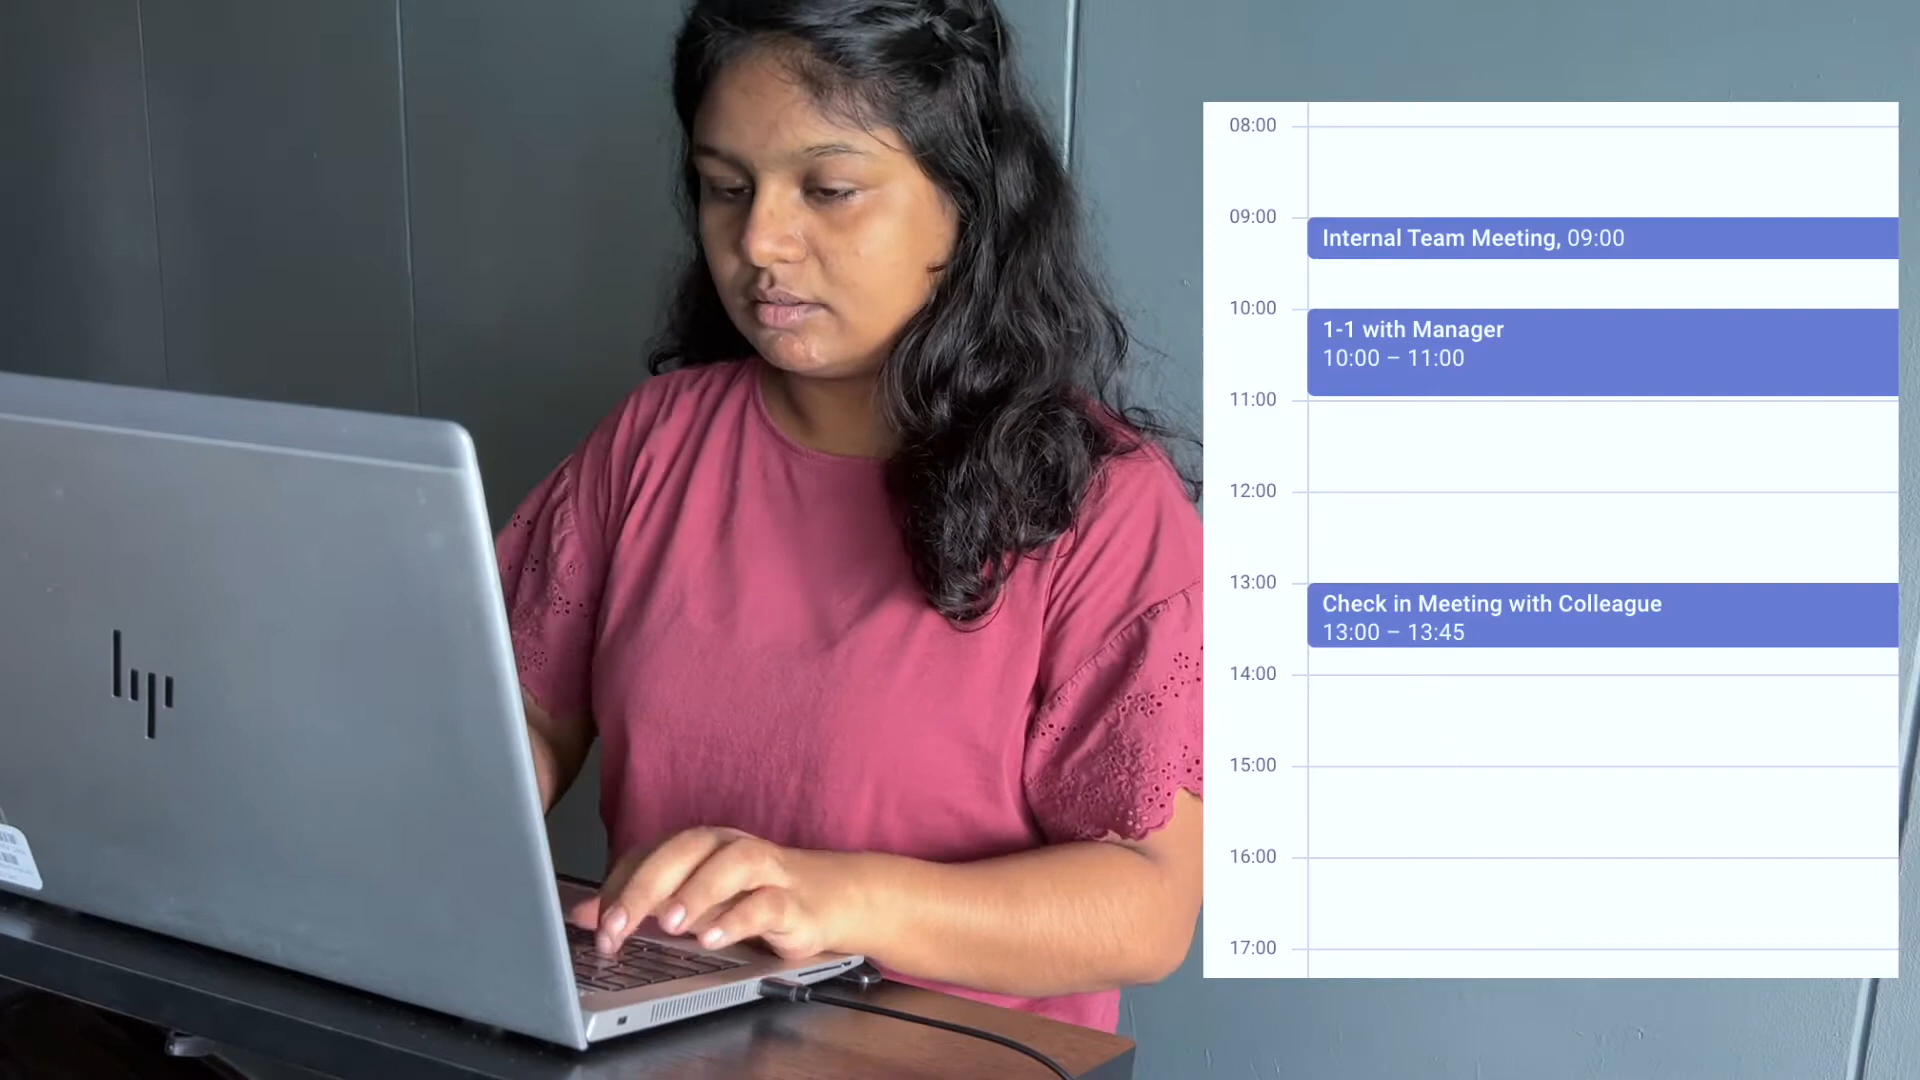 hp
08:00
09:00
Internal Team Meeting, 09:00
10:00
1-1 with Manager
10:00 – 11:00
11:00
12:00
13:00
Check in Meeting with Colleague
13:00 – 13:45
14:00
15:00
16:00
17:00